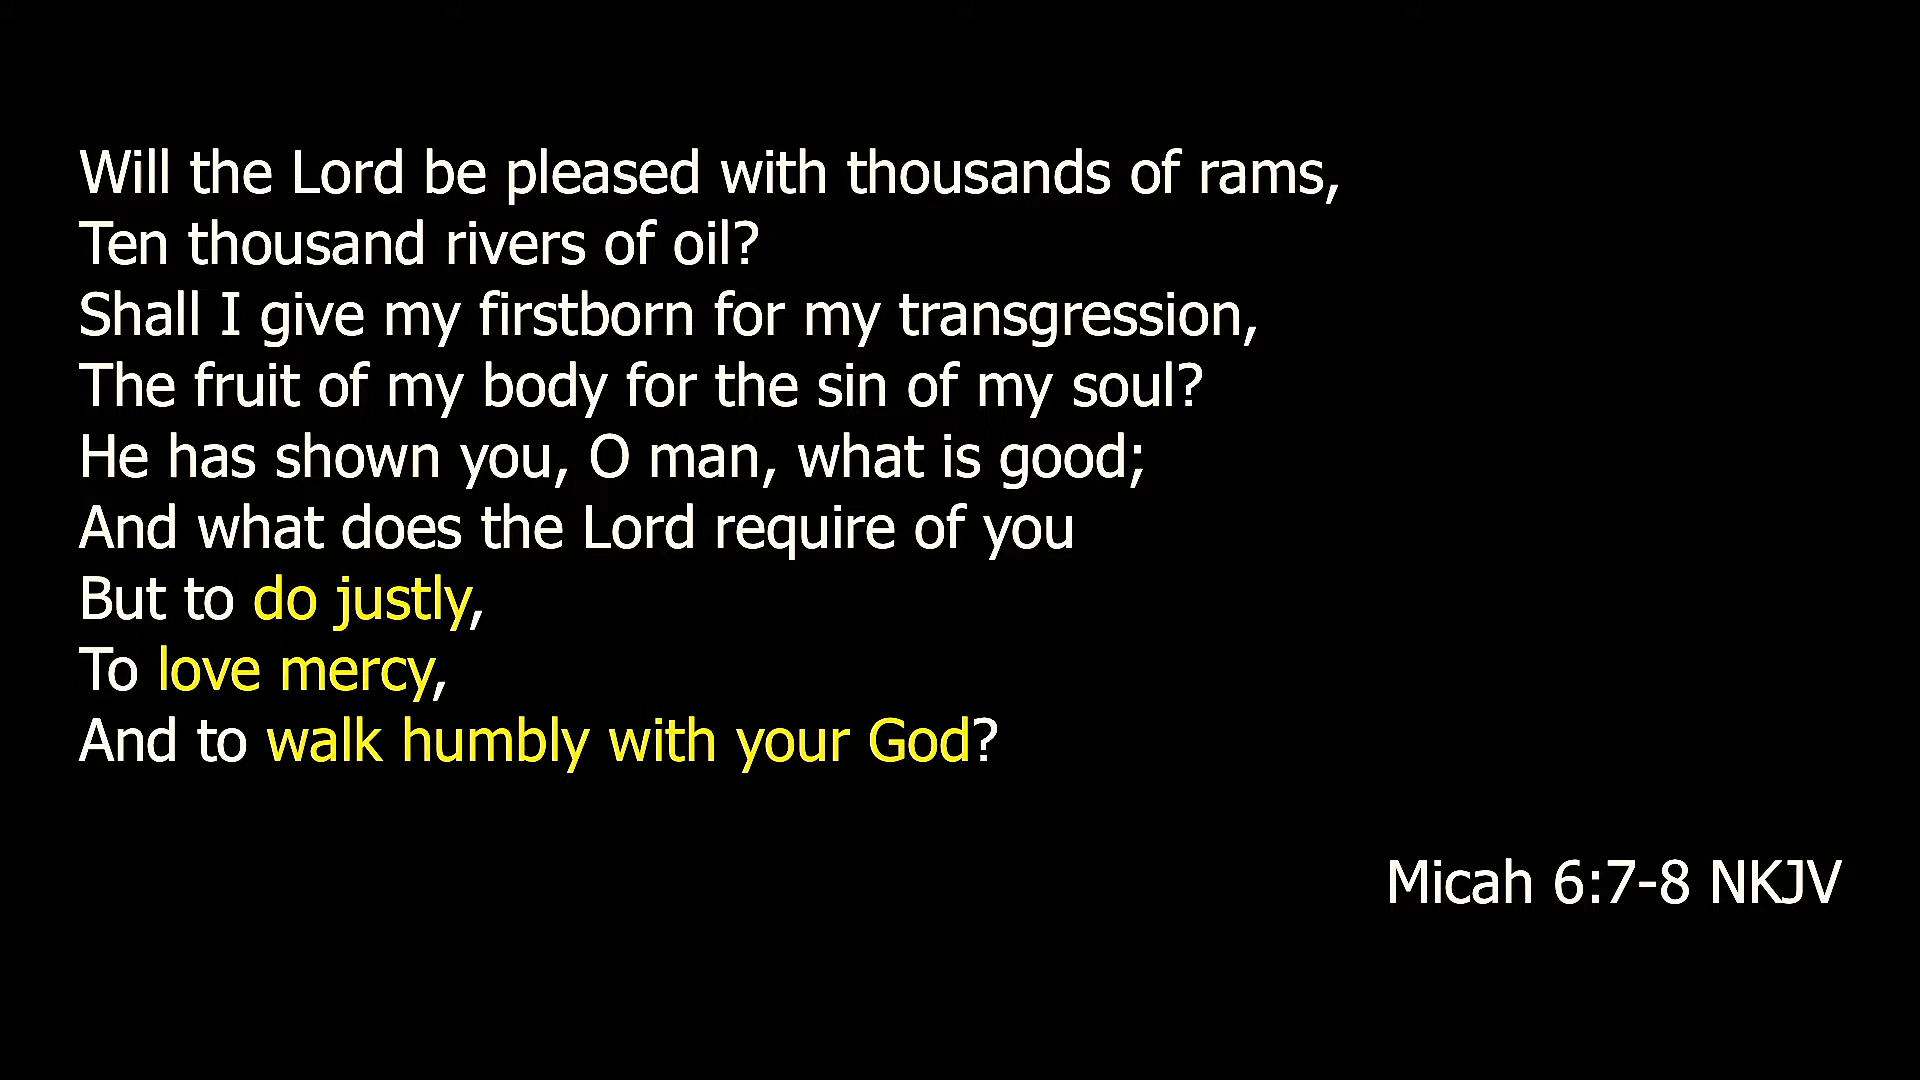 Will the Lord be pleased with thousands of rams,
Ten thousand rivers of oil?
Shall I give my firstborn for my transgression,
The fruit of my body for the sin of my soul?
He has shown you, O man, what is good;
And what does the Lord require of you
But to do justly,
To love mercy,
And to walk humbly with your God?
Micah 6:7-8 NKJV